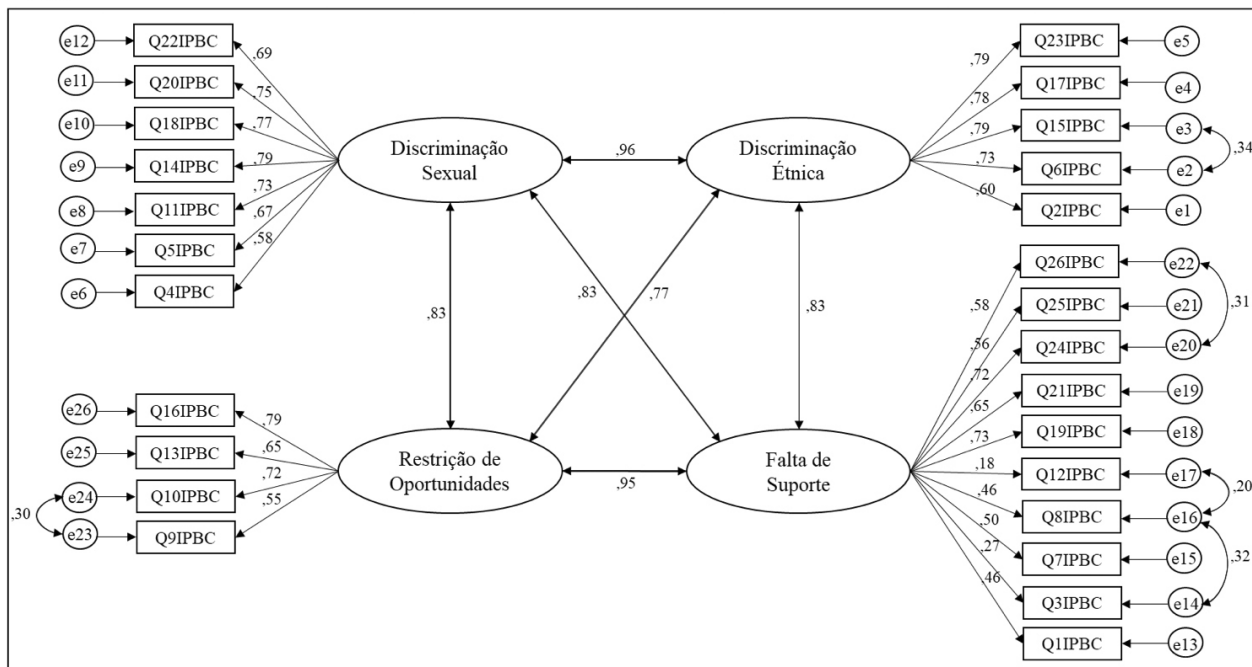 e12
Q22IPBC
,69
e11
Q20IPBC
,75
e10
Q18IPBC
,77
e9
Q14IPBC
,79
e8
Q11IPBC
,73
e7
Q5IPBC
,67
e6
Q4IPBC
,58
Discriminação
Sexual
,96
Discriminação
Étnica
,79
Q23IPBC
e5
,78
Q17IPBC
e4
,79
Q15IPBC
e3
,73
Q6IPBC
e2
,34
,60
Q2IPBC
e1
,83
,83
,77
,83
e26
Q16IPBC
,79
e25
Q13IPBC
,65
e24
Q10IPBC
,72
e23
Q9IPBC
,55
,30
Restrição de
Oportunidades
,95
Falta de
Suporte
,58
Q26IPBC
e22
,56
Q25IPBC
e21
,31
,72
Q24IPBC
e20
,65
Q21IPBC
e19
,73
Q19IPBC
e18
,18
Q12IPBC
e17
,20
,46
Q8IPBC
e16
,50
Q7IPBC
e15
,32
,27
Q3IPBC
e14
,46
Q1IPBC
e13